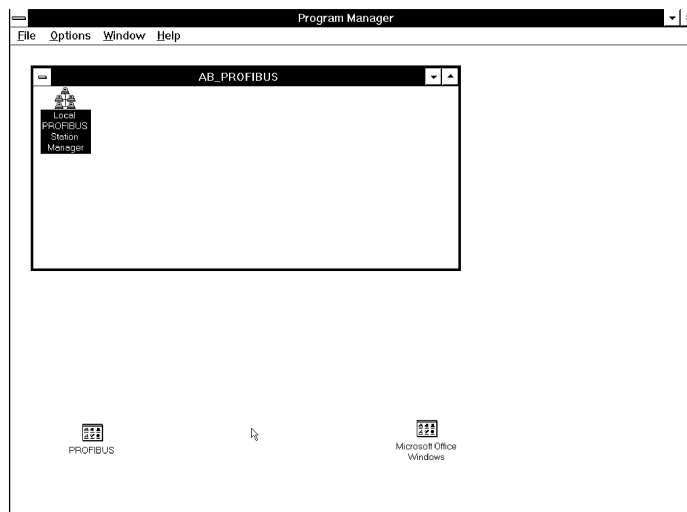 Program Manager
File Options Window Help
AB_PROFIBUS
Local
PROFIBUS
Station
Manager
PROFIBUS
Microsoft Office
Windows